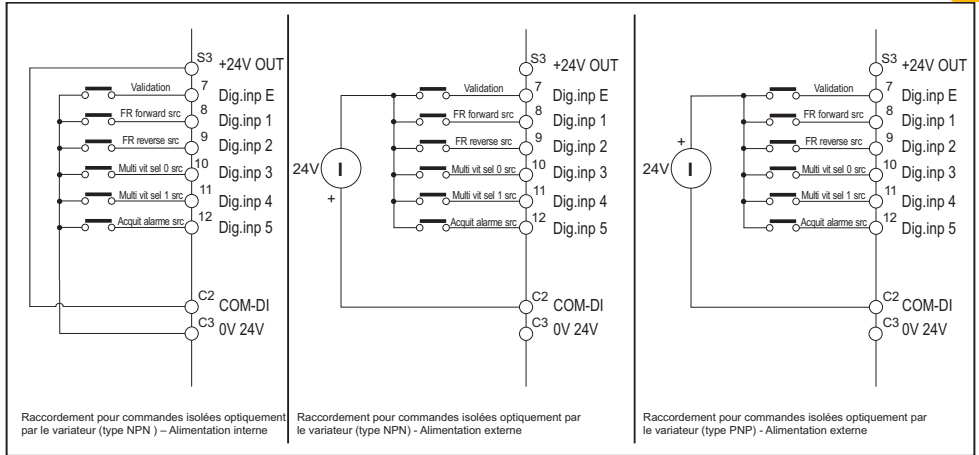 S3 +24V OUT
Validation 7 Dig.inp E
FR forward src 8 Dig.inp 1
FR reverse src 9 Dig.inp 2
Multi vit sel 0 src 10 Dig.inp 3
Multi vit sel 1 src 11 Dig.inp 4
Acquit alarme src 12 Dig.inp 5
C2 COM-DI
C3 0V 24V
Raccordement pour commandes isolées optiquement
par le variateur (type NPN ) – Alimentation interne
S3 +24V OUT
Validation 7 Dig.inp E
FR forward src 8 Dig.inp 1
FR reverse src 9 Dig.inp 2
24V I Multi vit sel 0 src 10 Dig.inp 3
+ Multi vit sel 1 src 11 Dig.inp 4
Acquit alarme src 12 Dig.inp 5
C2 COM-DI
C3 0V 24V
Raccordement pour commandes isolées optiquement par
le variateur (type NPN) - Alimentation externe
S3 +24V OUT
Validation 7 Dig.inp E
FR forward src 8 Dig.inp 1
+ FR reverse src 9 Dig.inp 2
24V I Multi vit sel 0 src 10 Dig.inp 3
Multi vit sel 1 src 11 Dig.inp 4
Acquit alarme src 12 Dig.inp 5
C2 COM-DI
C3 0V 24V
Raccordement pour commandes isolées optiquement par
le variateur (type PNP) - Alimentation externe